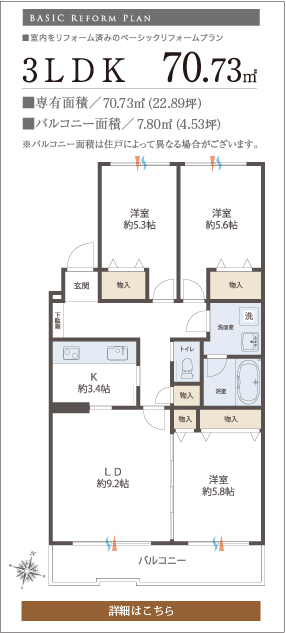 BASIC REFORM PLAN
■室内をリフォーム済みのベーシックリフォームプラン
3LDK 70.73㎡
■専有面積／70.73㎡(22.89坪)
■バルコニー面積／7.80㎡(4.53坪)
※バルコニー面積は住戸によって異なる場合がございます。
洋室
約5.3帖
洋室
約5.6帖
玄関
物入
物入
下駄箱
洗面室
洗
トイレ
K
約3.4帖
浴室
物入
物入
物入
LD
約9.2帖
洋室
約5.8帖
バルコニー
N
詳細はこちら